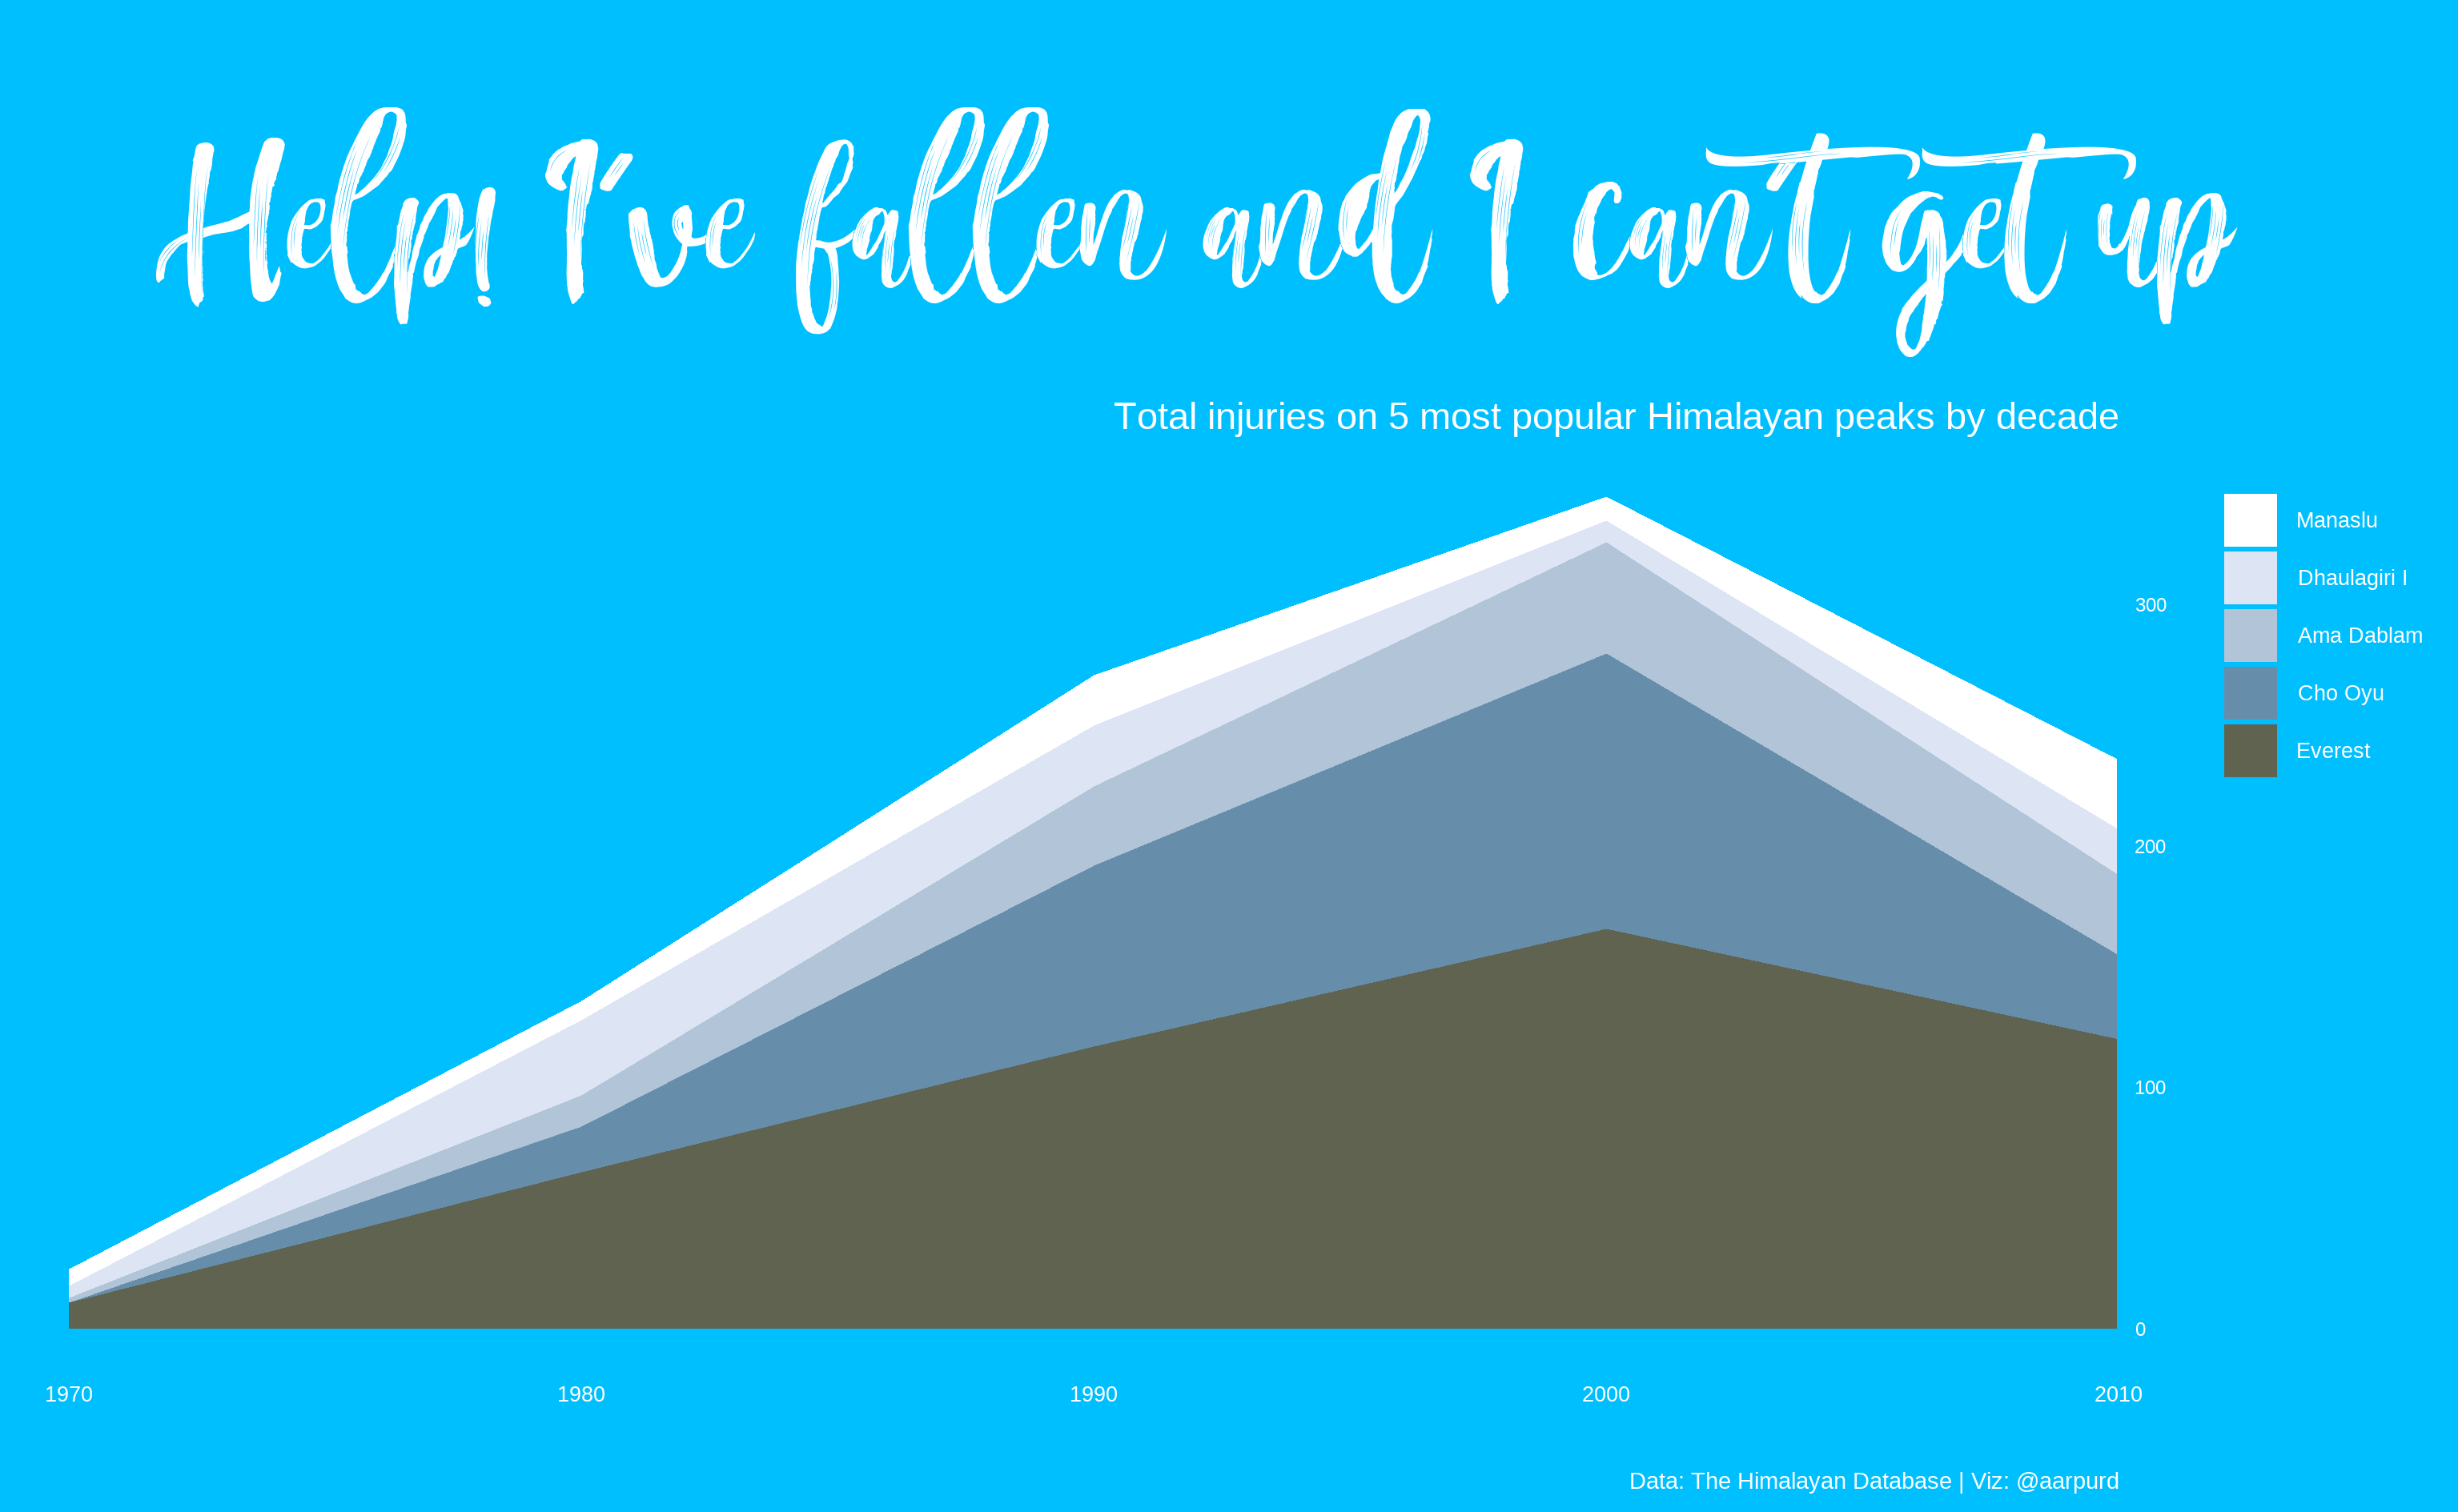 Help! I've fallen and I can't get up
Total injuries on 5 most popular Himalayan peaks by decade
Manaslu
Dhaulagiri I
Ama Dablam
Cho Oyu
Everest
300
200
100
0
1970 1980 1990 2000 2010
Data: The Himalayan Database | Viz: @aarpurd